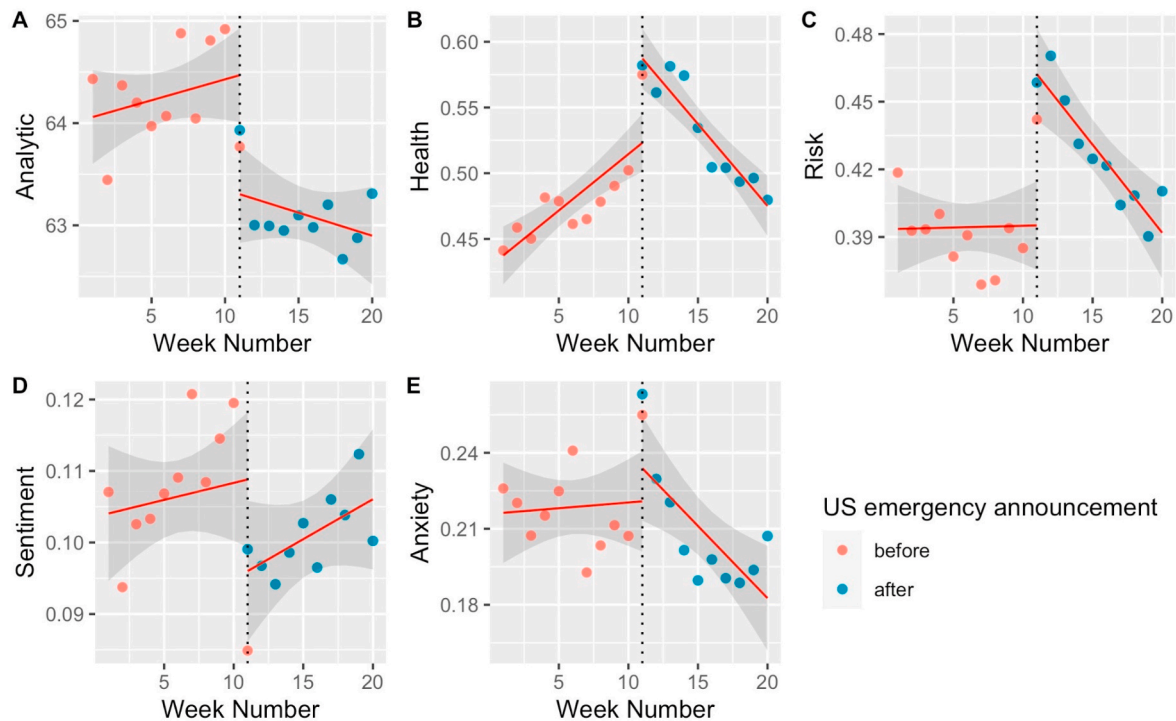 A
65
64
63
Analytic
5
10
15
20
Week Number
B
0.60
0.55
0.50
0.45
Health
5
10
15
20
Week Number
C
0.48
0.45
0.42
0.39
Risk
5
10
15
20
Week Number
D
0.12
0.11
0.10
0.09
Sentiment
5
10
15
20
Week Number
E
0.24
0.21
0.18
Anxiety
5
10
15
20
Week Number
US emergency announcement
before
after